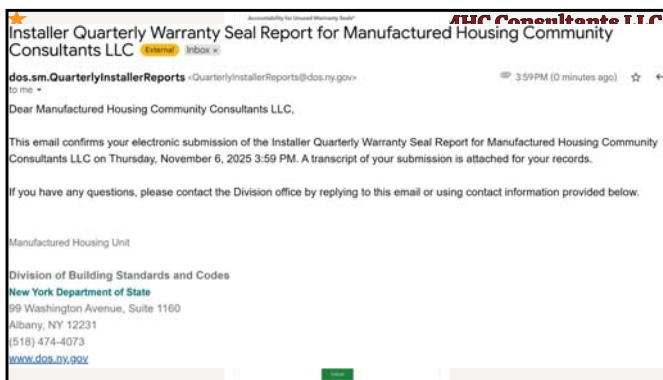 Accountability for Unused Warranty Seals*
4HC Consultants LLC
Installer Quarterly Warranty Seal Report for Manufactured Housing Community
Consultants LLC External Inbox ×
dos.sm.QuarterlyInstallerReports <QuarterlyInstallerReports@dos.ny.gov>
3:59 PM (0 minutes ago)
to me
Dear Manufactured Housing Community Consultants LLC,
This email confirms your electronic submission of the Installer Quarterly Warranty Seal Report for Manufactured Housing Community
Consultants LLC on Thursday, November 6, 2025 3:59 PM. A transcript of your submission is attached for your records.
If you have any questions, please contact the Division office by replying to this email or using contact information provided below.
Manufactured Housing Unit
Division of Building Standards and Codes
New York Department of State
99 Washington Avenue, Suite 1160
Albany, NY 12231
(518) 474-4073
www.dos.ny.gov
Submit